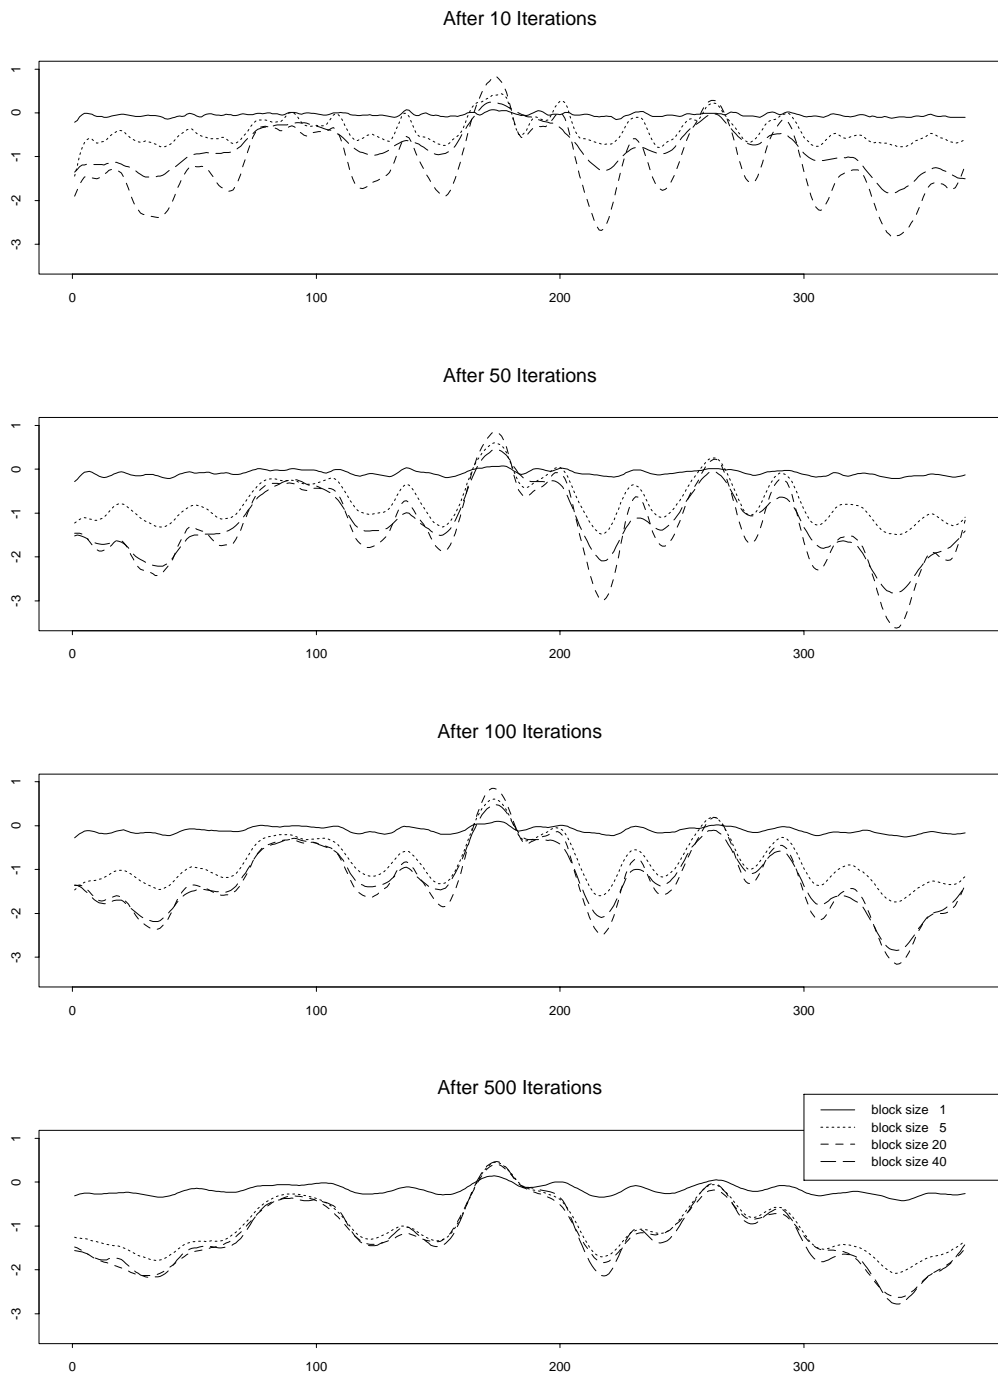 After 10 Iterations
1
0
-1
-2
-3
0 100 200 300
After 50 Iterations
1
0
-1
-2
-3
0 100 200 300
After 100 Iterations
1
0
-1
-2
-3
0 100 200 300
After 500 Iterations
block size 1
block size 5
block size 20
block size 40
1
0
-1
-2
-3
0 100 200 300